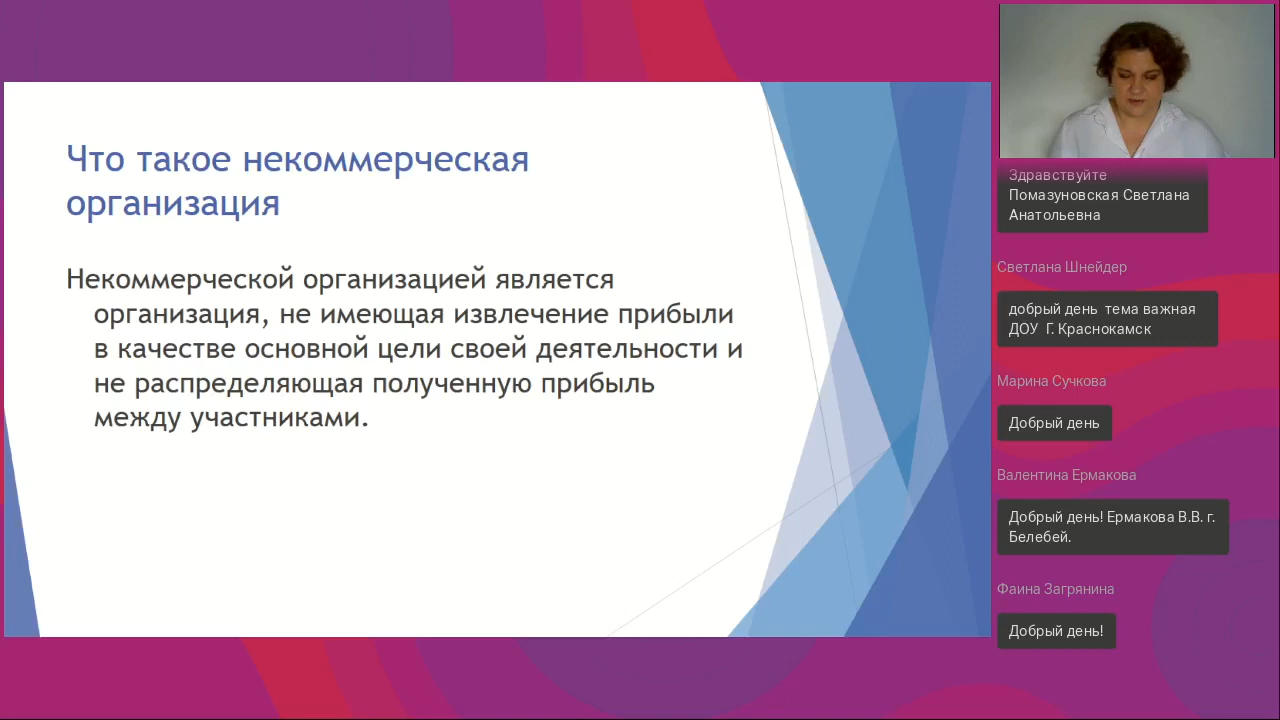 Что такое некоммерческая
организация
Некоммерческой организацией является
организация, не имеющая извлечение прибыли
в качестве основной цели своей деятельности и
не распределяющая полученную прибыль
между участниками.
Здравствуйте
Помазуновская Светлана
Анатольевна
Светлана Шнейдер
добрый день  тема важная
ДОУ  Г. Краснокамск
Марина Сучкова
Добрый день
Валентина Ермакова
Добрый день! Ермакова В.В. г.
Белебей.
Фаина Загрянина
Добрый день!